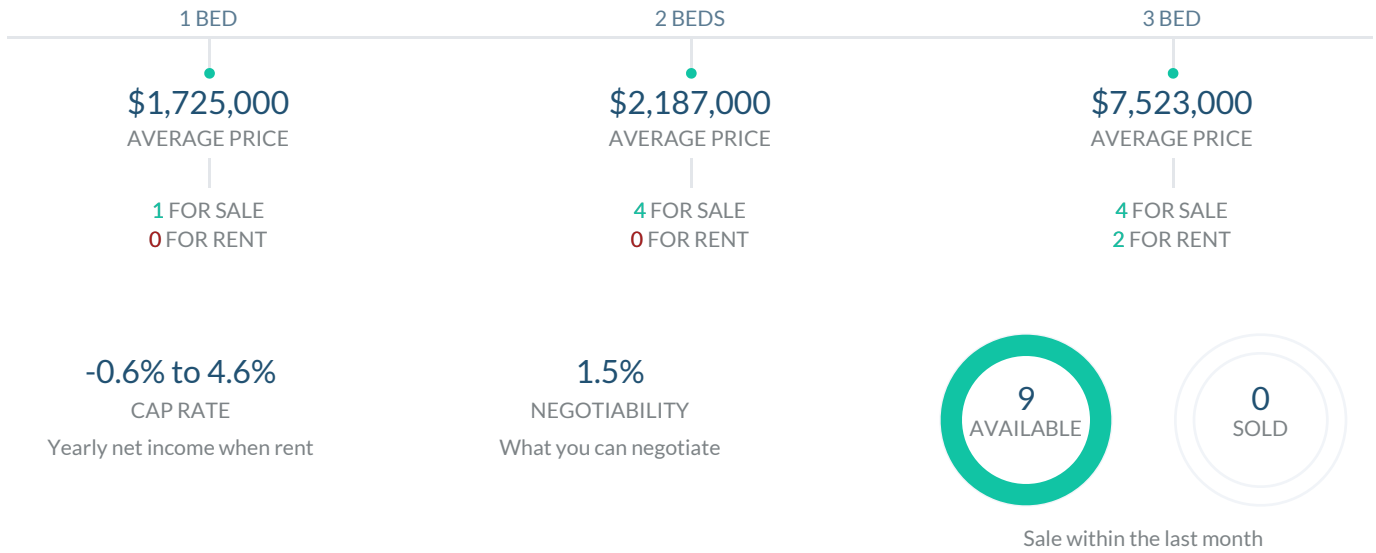 1 BED
$1,725,000
AVERAGE PRICE
1 FOR SALE
0 FOR RENT
2 BEDS
$2,187,000
AVERAGE PRICE
4 FOR SALE
0 FOR RENT
3 BED
$7,523,000
AVERAGE PRICE
4 FOR SALE
2 FOR RENT
-0.6% to 4.6%
CAP RATE
Yearly net income when rent
1.5%
NEGOTIABILITY
What you can negotiate
9
AVAILABLE
0
SOLD
Sale within the last month